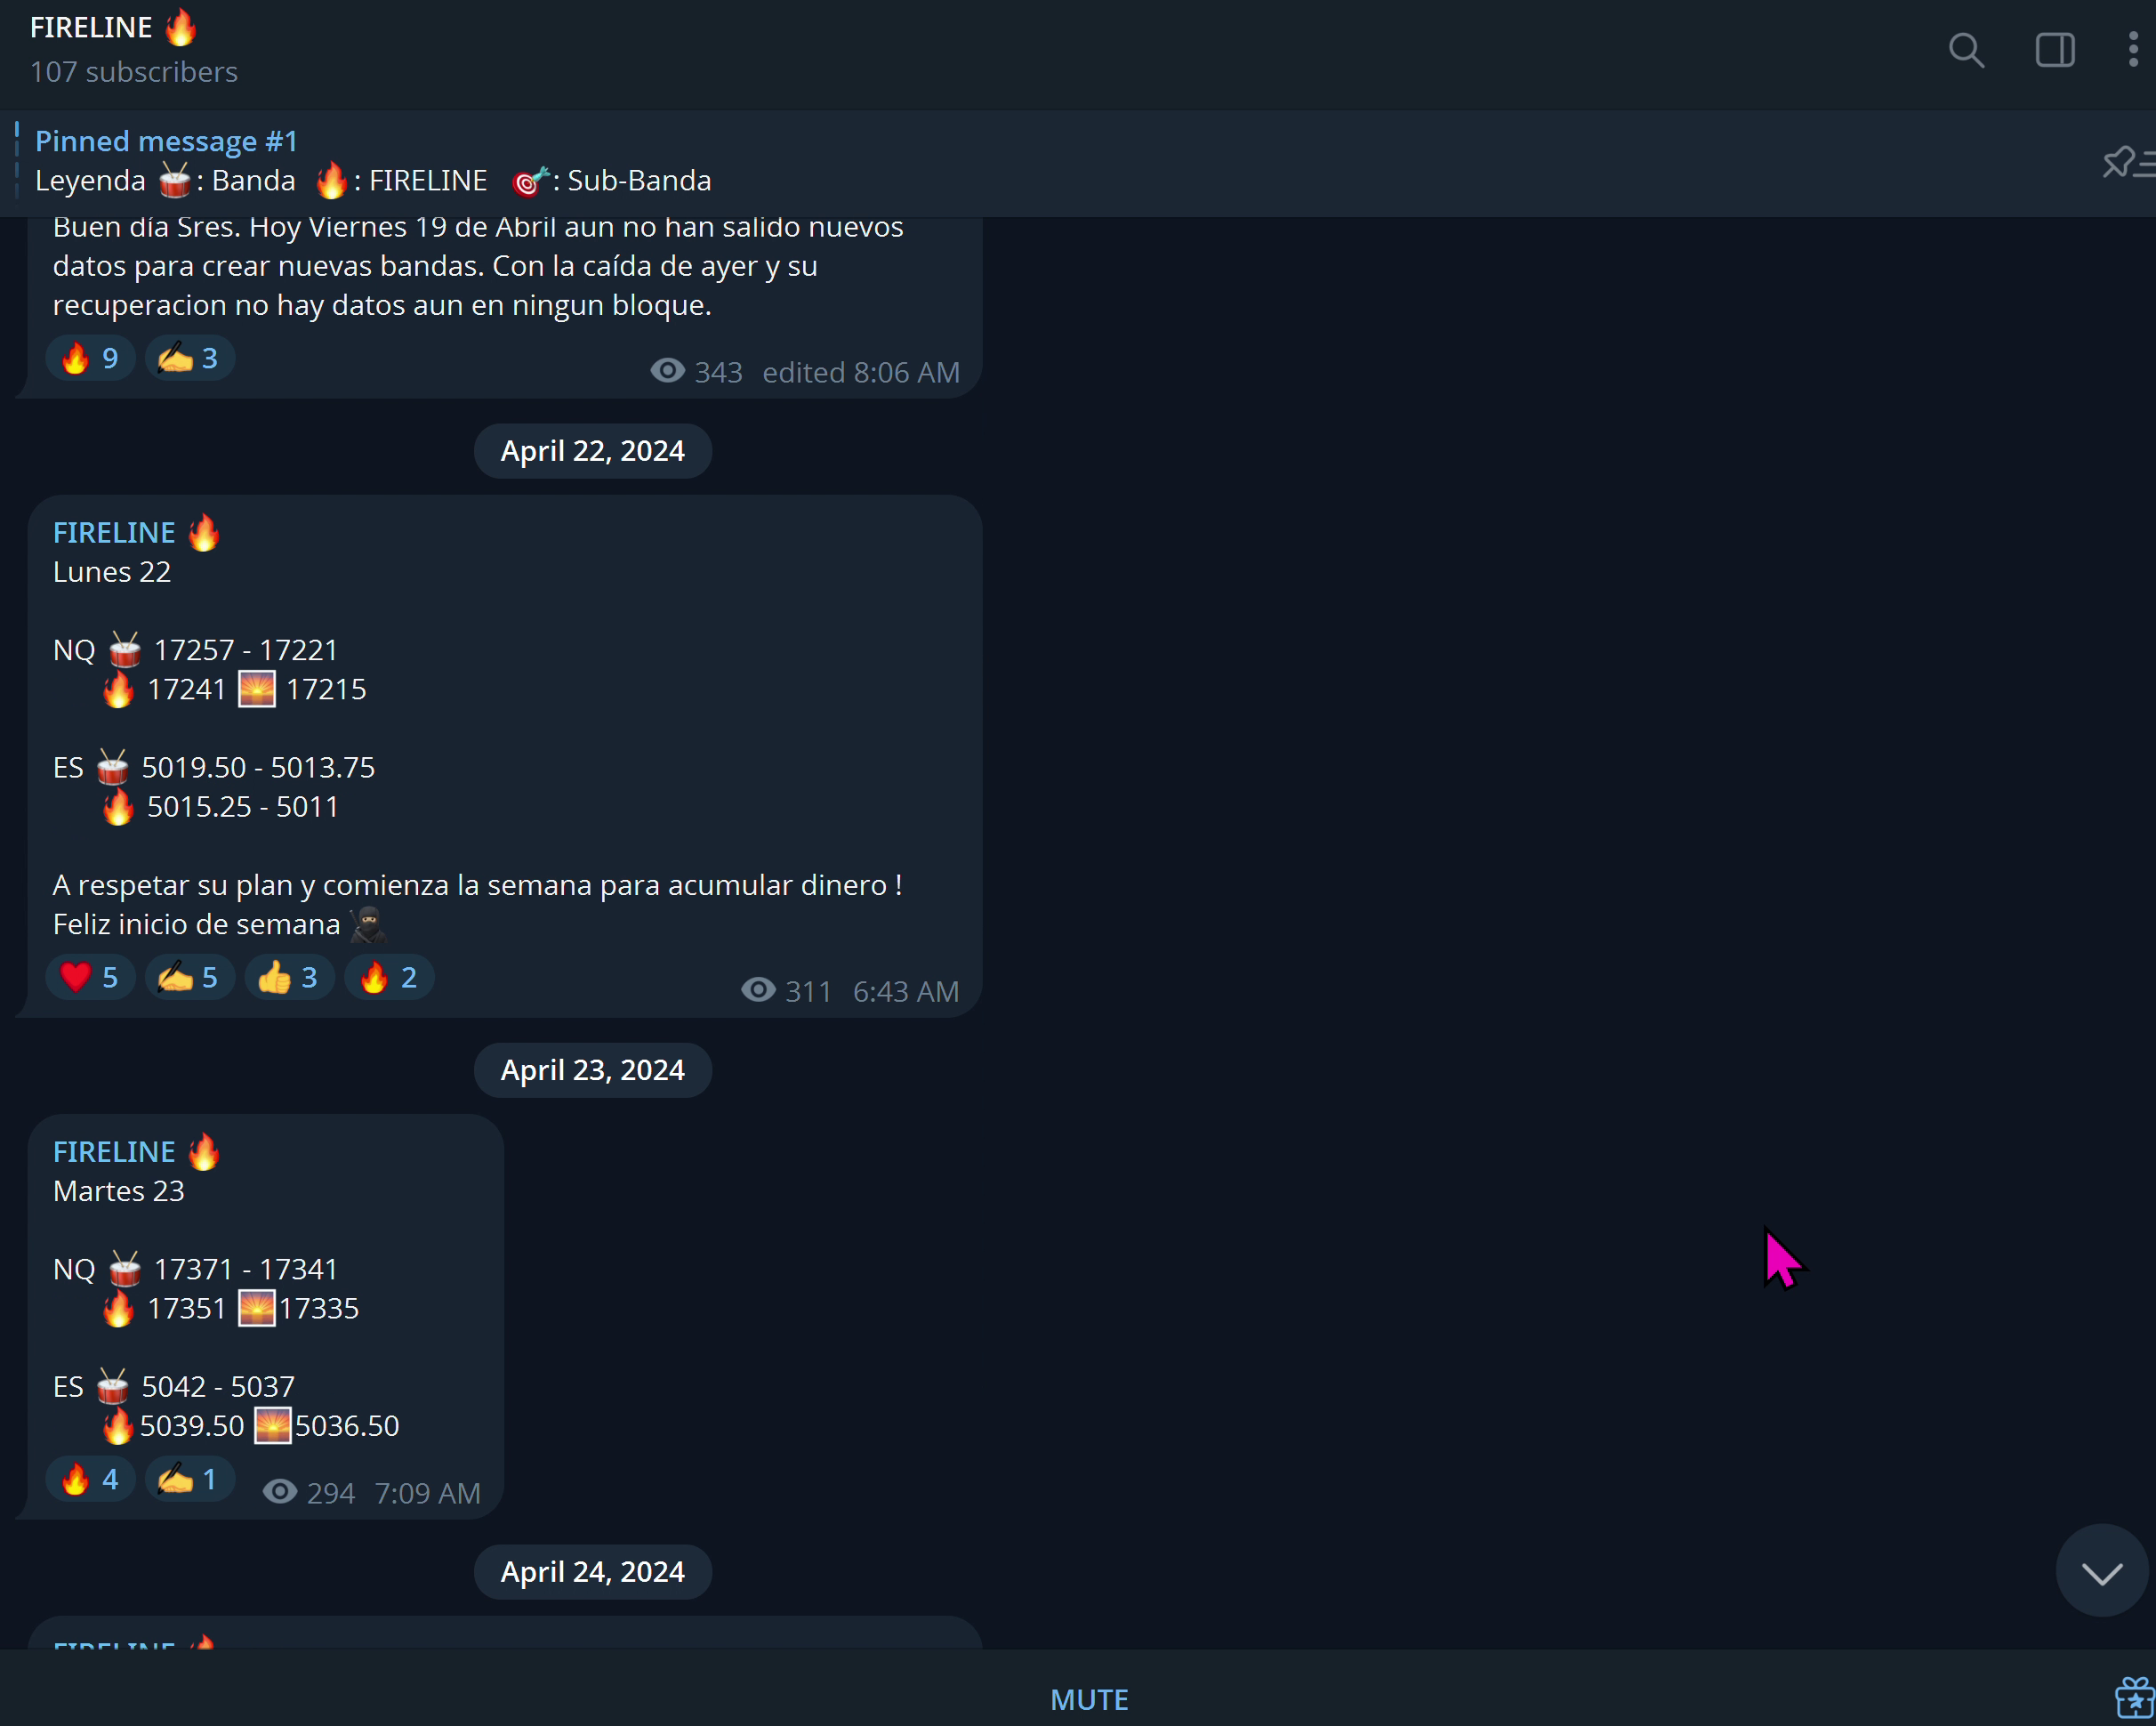 FIRELINE 🔥
107 subscribers
Pinned message #1
Leyenda 🥁: Banda 🔥: FIRELINE 🎯: Sub-Banda
Buen día Sres. Hoy Viernes 19 de Abril aun no han salido nuevos
datos para crear nuevas bandas. Con la caída de ayer y su
recuperacion no hay datos aun en ningun bloque.
🔥 9 ✍ 3
343 edited 8:06 AM
April 22, 2024
FIRELINE 🔥
Lunes 22
NQ 🥁 17257 - 17221
🔥 17241 🌅 17215
ES 🥁 5019.50 - 5013.75
🔥 5015.25 - 5011
A respetar su plan y comienza la semana para acumular dinero !
Feliz inicio de semana 🥷
❤ 5 ✍ 5 👍 3 🔥 2
311 6:43 AM
April 23, 2024
FIRELINE 🔥
Martes 23
NQ 🥁 17371 - 17341
🔥 17351 🌅17335
ES 🥁 5042 - 5037
🔥5039.50 🌅5036.50
🔥 4 ✍ 1 294 7:09 AM
April 24, 2024
FIRELINE 🔥
MUTE